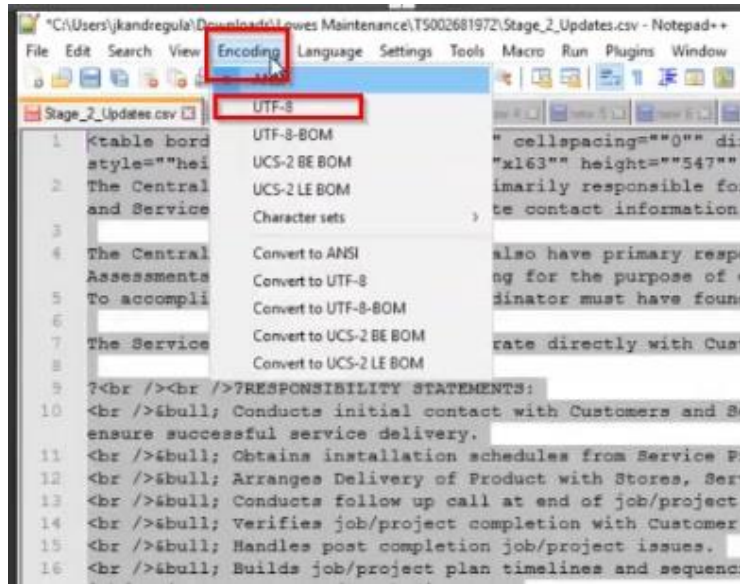 *C:\Users\jkandregula\Downloads\Lowes Maintenance\TS002681972\Stage_2_Updates.csv - Notepad++
File Edit Search View Encoding Language Settings Tools Macro Run Plugins Window
Stage_2_Updates.csv
UTF-8
UTF-8-BOM
UCS-2 BE BOM
UCS-2 LE BOM
Character sets
Convert to ANSI
Convert to UTF-8
Convert to UTF-8-BOM
Convert to UCS-2 BE BOM
Convert to UCS-2 LE BOM
1 <table bord " cellspacing=""0"" di
style=""hei "xl63"" height=""547""
2 The Central imarily responsible fo
and Service te contact information
3
4 The Central also have primary resp
Assessments ng for the purpose of
5 To accompli dinator must have foun
6
7 The Service rate directly with Cus
8
9 ?<br /><br />?RESPONSIBILITY STATEMENTS:
10 <br />&bull; Conducts initial contact with Customers and S
ensure successful service delivery.
11 <br />&bull; Obtains installation schedules from Service P
12 <br />&bull; Arranges Delivery of Product with Stores, Ser
13 <br />&bull; Conducts follow up call at end of job/project
14 <br />&bull; Verifies job/project completion with Customer
15 <br />&bull; Handles post completion job/project issues.
16 <br />&bull; Builds job/project plan timelines and sequenc